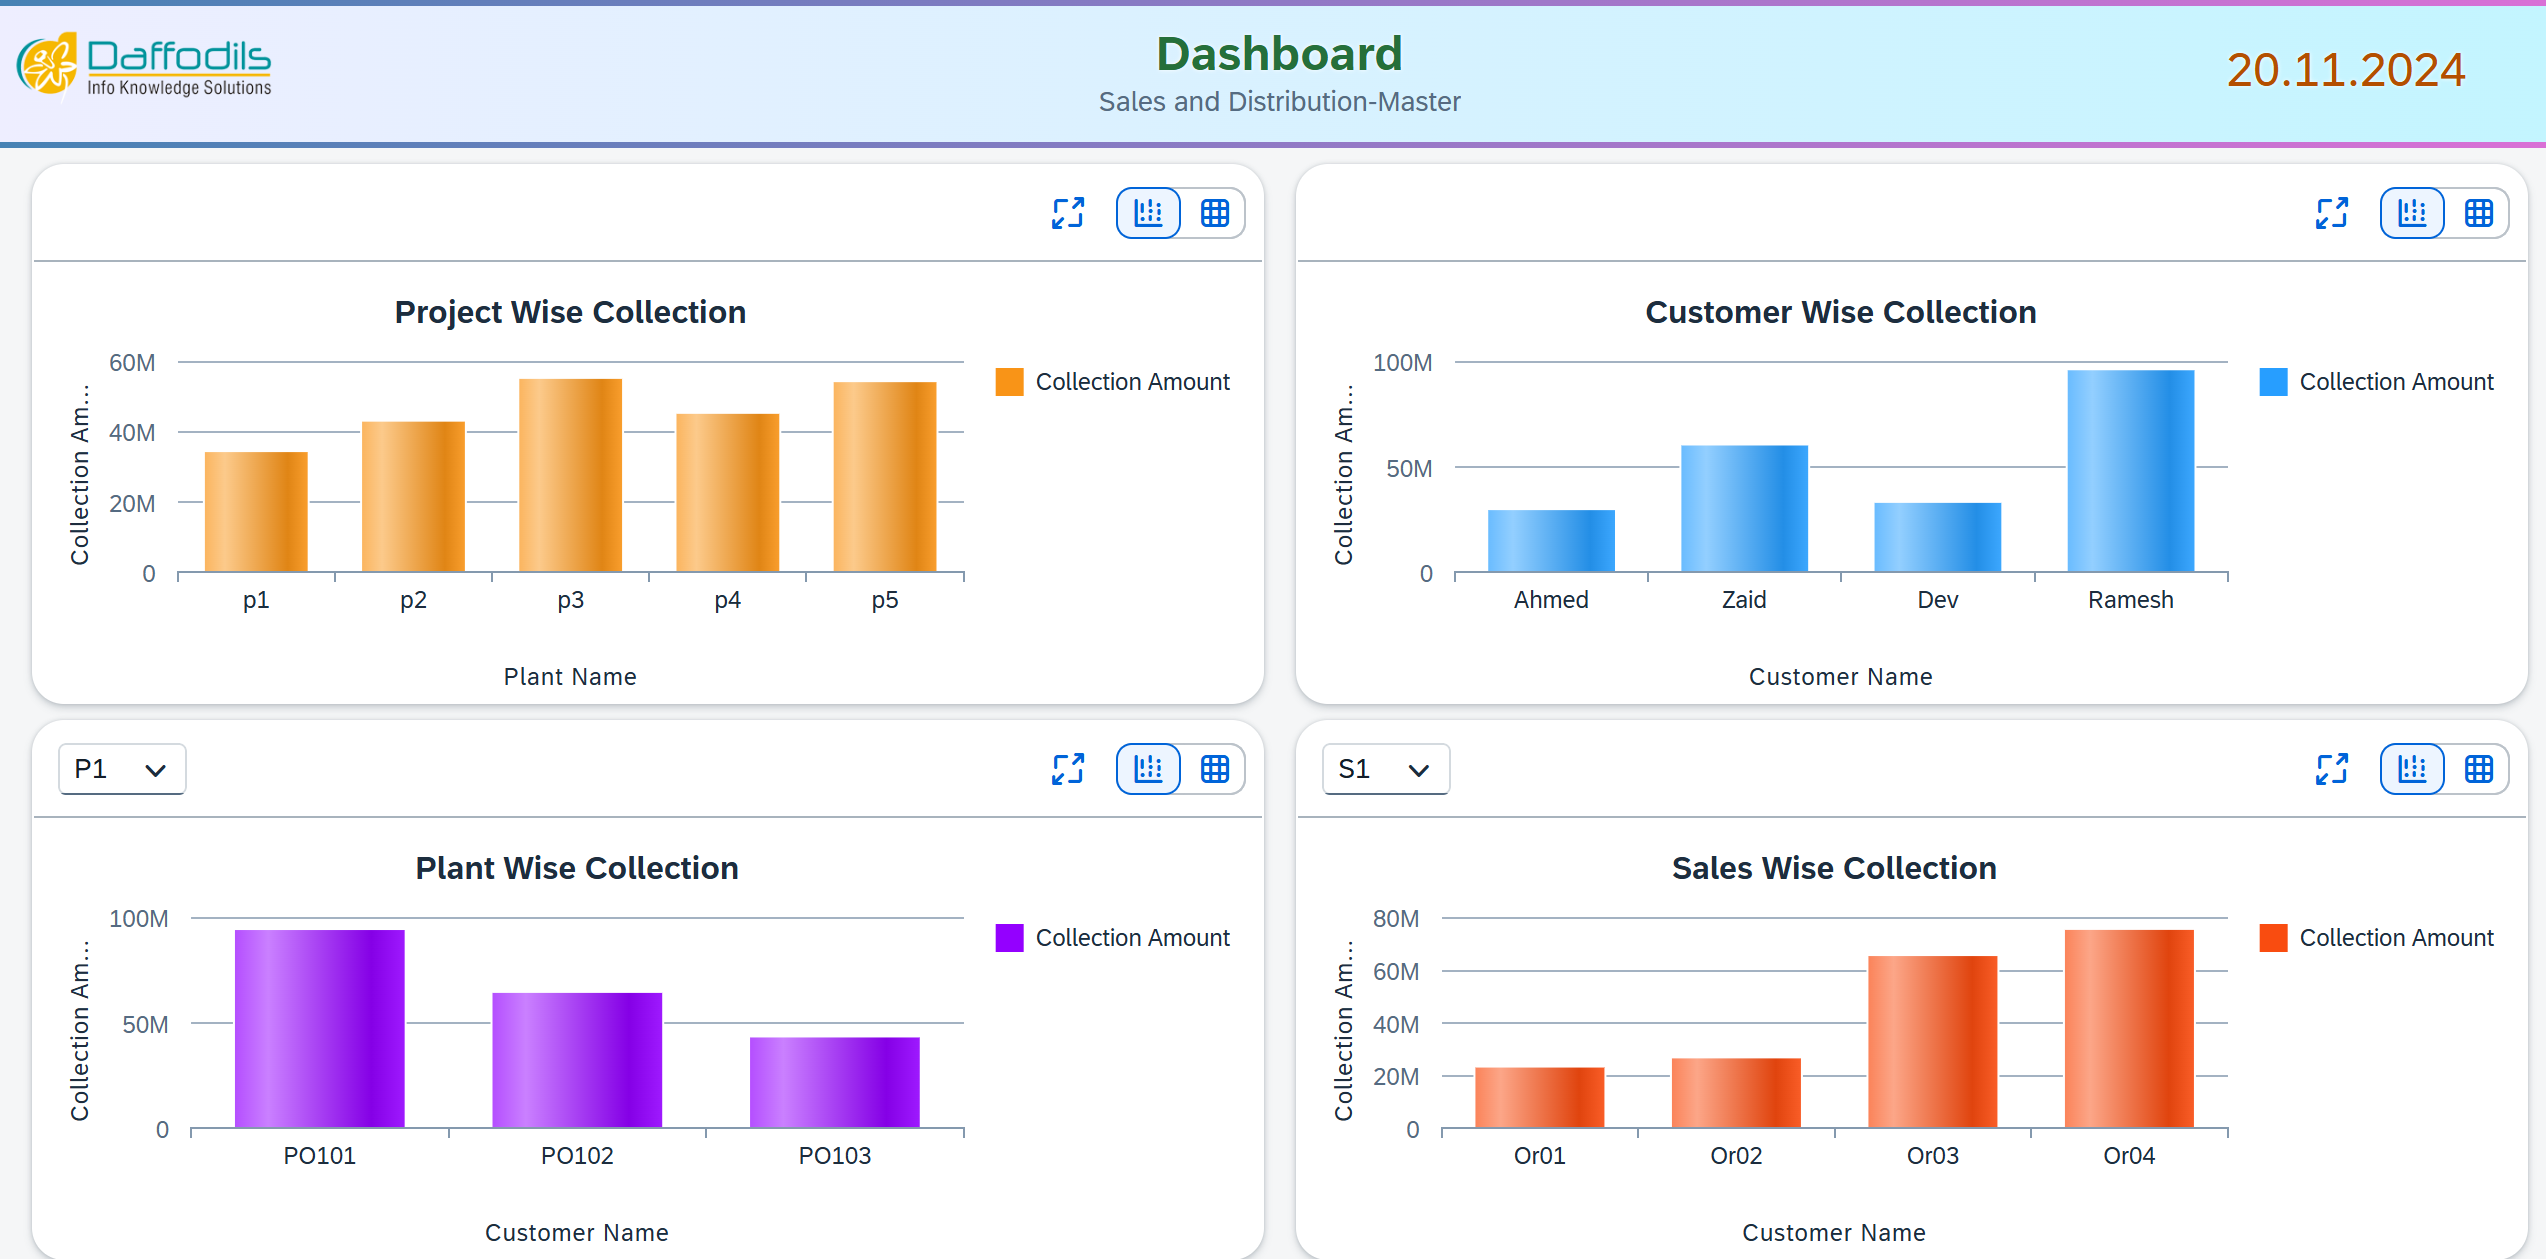 Daffodils
Info Knowledge Solutions
Dashboard
Sales and Distribution-Master
20.11.2024
Project Wise Collection
Collection Am...
60M
40M
20M
0
p1 p2 p3 p4 p5
Plant Name
Collection Amount
Customer Wise Collection
Collection Am...
100M
50M
0
Ahmed Zaid Dev Ramesh
Customer Name
Collection Amount
P1
Plant Wise Collection
Collection Am...
100M
50M
0
PO101 PO102 PO103
Customer Name
Collection Amount
S1
Sales Wise Collection
Collection Am...
80M
60M
40M
20M
0
Or01 Or02 Or03 Or04
Customer Name
Collection Amount